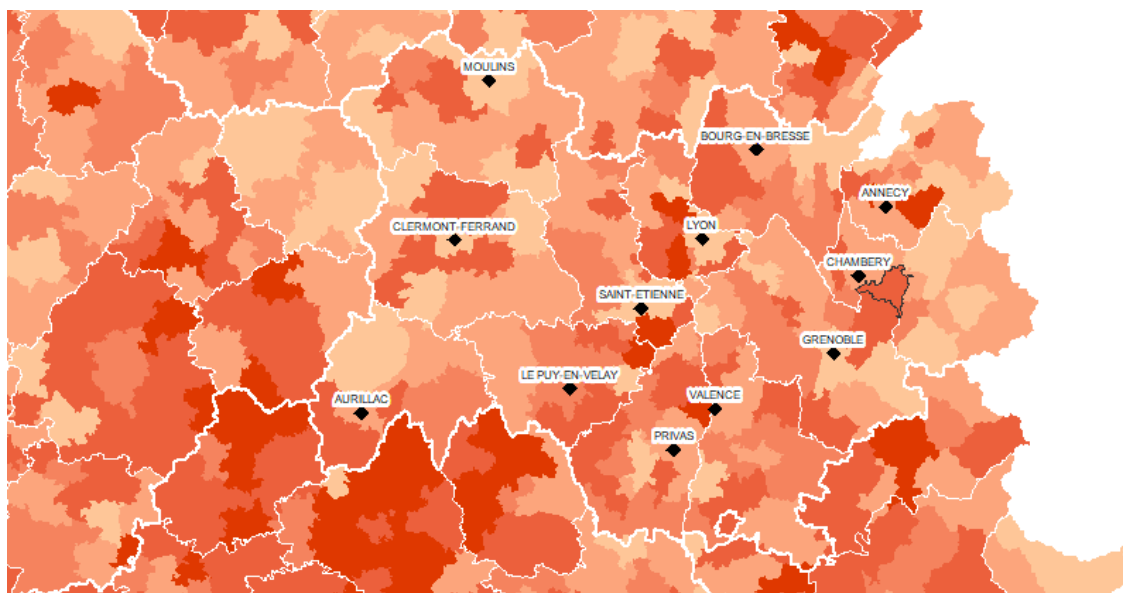 MOULINS
BOURG-EN-BRESSE
ANNECY
CLERMONT-FERRAND
LYON
CHAMBERY
SAINT-ETIENNE
GRENOBLE
LE PUY-EN-VELAY
AURILLAC
VALENCE
PRIVAS